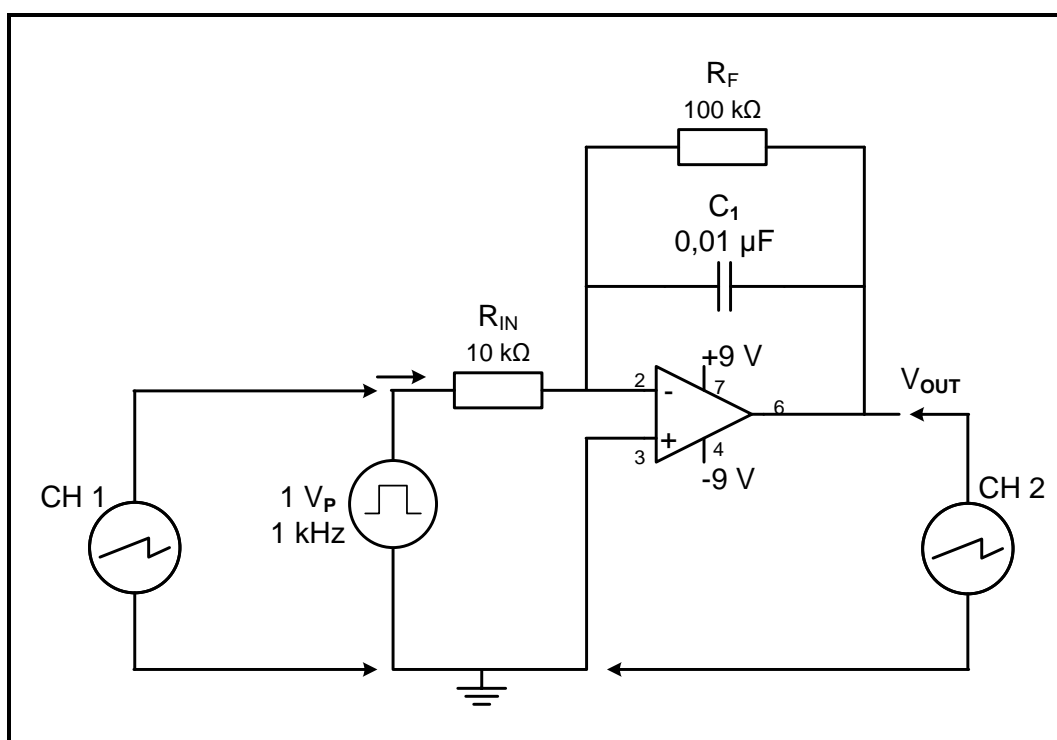 R_F
100 kΩ
C₁
0,01 µF
R_IN
10 kΩ
+9 V
2
7
-
V_OUT
6
+
3
4
-9 V
CH 1
1 V_P
1 kHz
CH 2